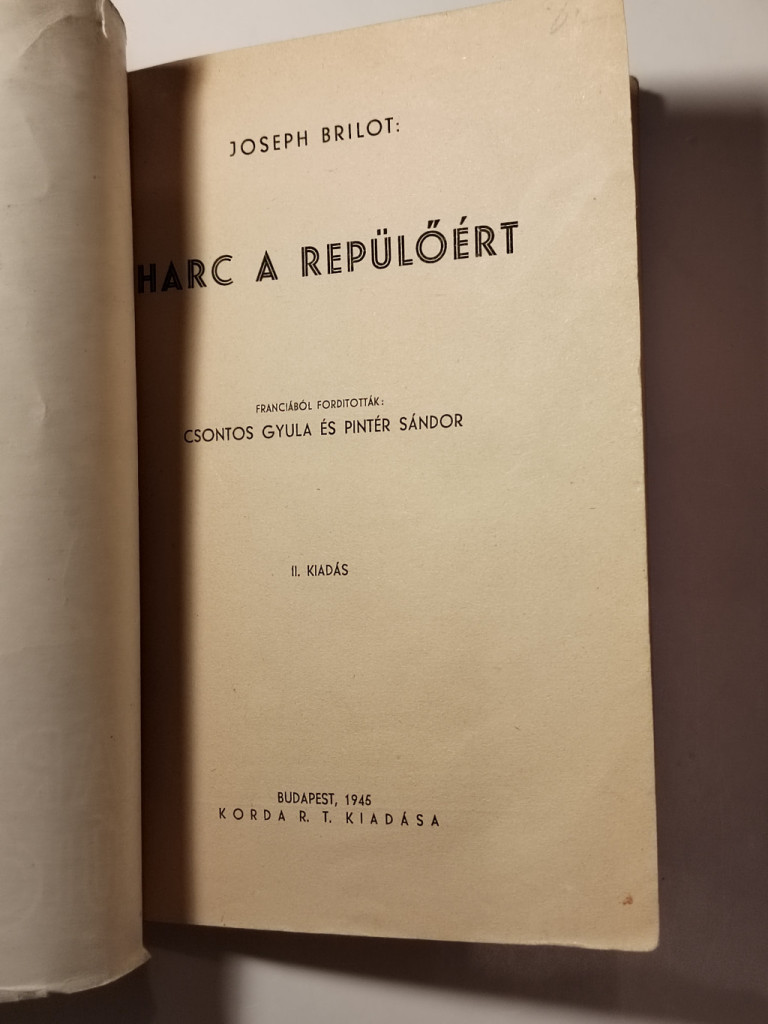 JOSEPH BRILOT:
HARC A REPÜLŐÉRT
FRANCIÁBÓL FORDITOTTÁK:
CSONTOS GYULA ÉS PINTÉR SÁNDOR
II. KIADÁS
BUDAPEST, 1945
KORDA R. T. KIADÁSA